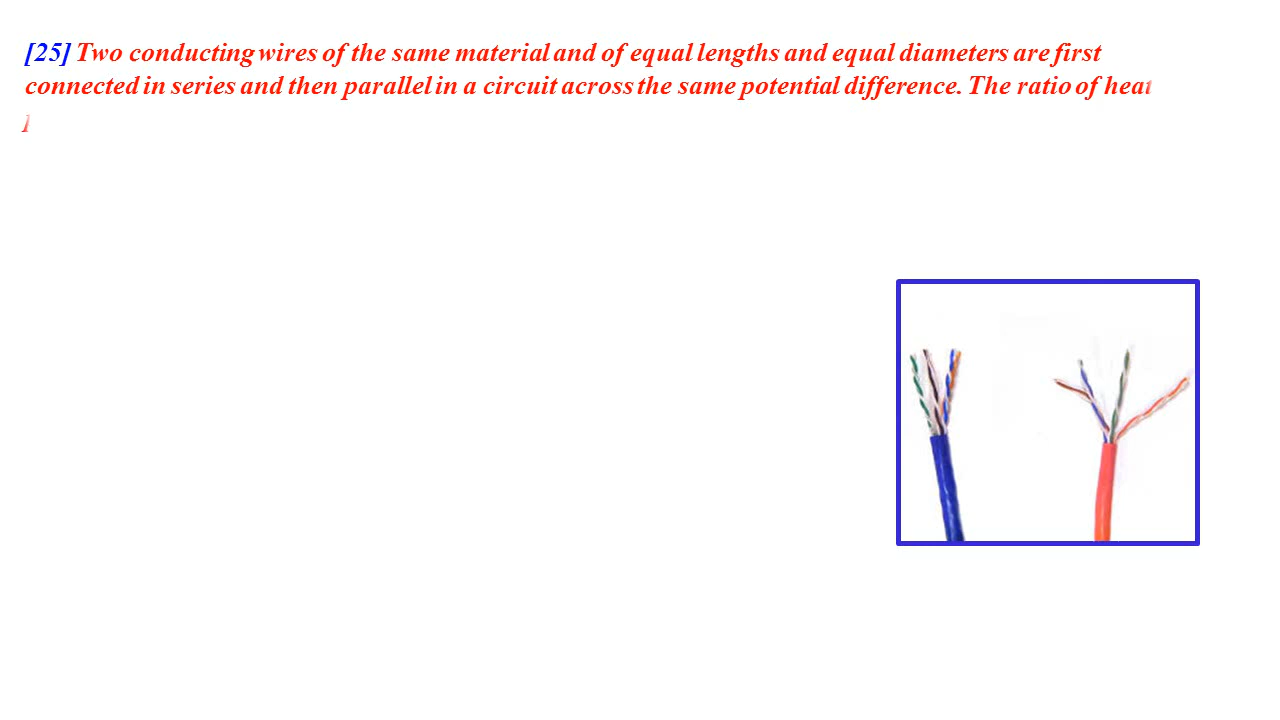 [25] Two conducting wires of the same material and of equal lengths and equal diameters are first
connected in series and then parallel in a circuit across the same potential difference. The ratio of heat